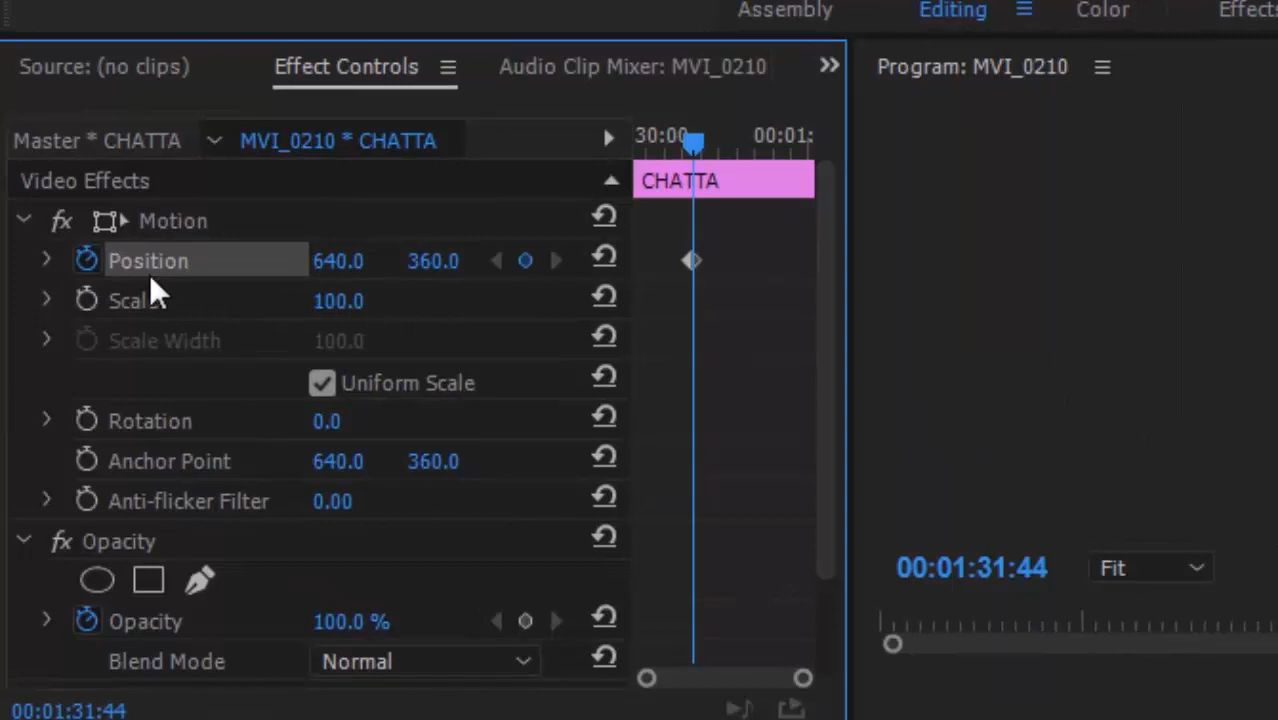 Assembly Editing Color Effects
Source: (no clips) Effect Controls Audio Clip Mixer: MVI_0210 Program: MVI_0210
Master * CHATTA MVI_0210 * CHATTA 30:00 00:01:
Video Effects CHATTA
fx Motion
Position 640.0 360.0
Scale 100.0
Scale Width 100.0
Uniform Scale
Rotation 0.0
Anchor Point 640.0 360.0
Anti-flicker Filter 0.00
fx Opacity
00:01:31:44 Fit
Opacity 100.0 %
Blend Mode Normal
00:01:31:44